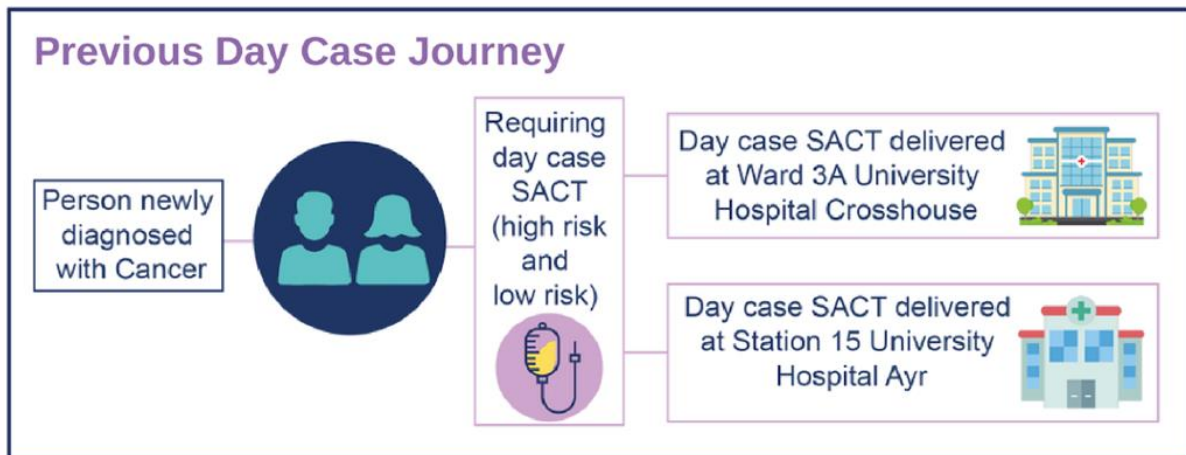 Previous Day Case Journey
Person newly
diagnosed
with Cancer
Requiring
day case
SACT
(high risk
and
low risk)
Day case SACT delivered
at Ward 3A University
Hospital Crosshouse
Day case SACT delivered
at Station 15 University
Hospital Ayr